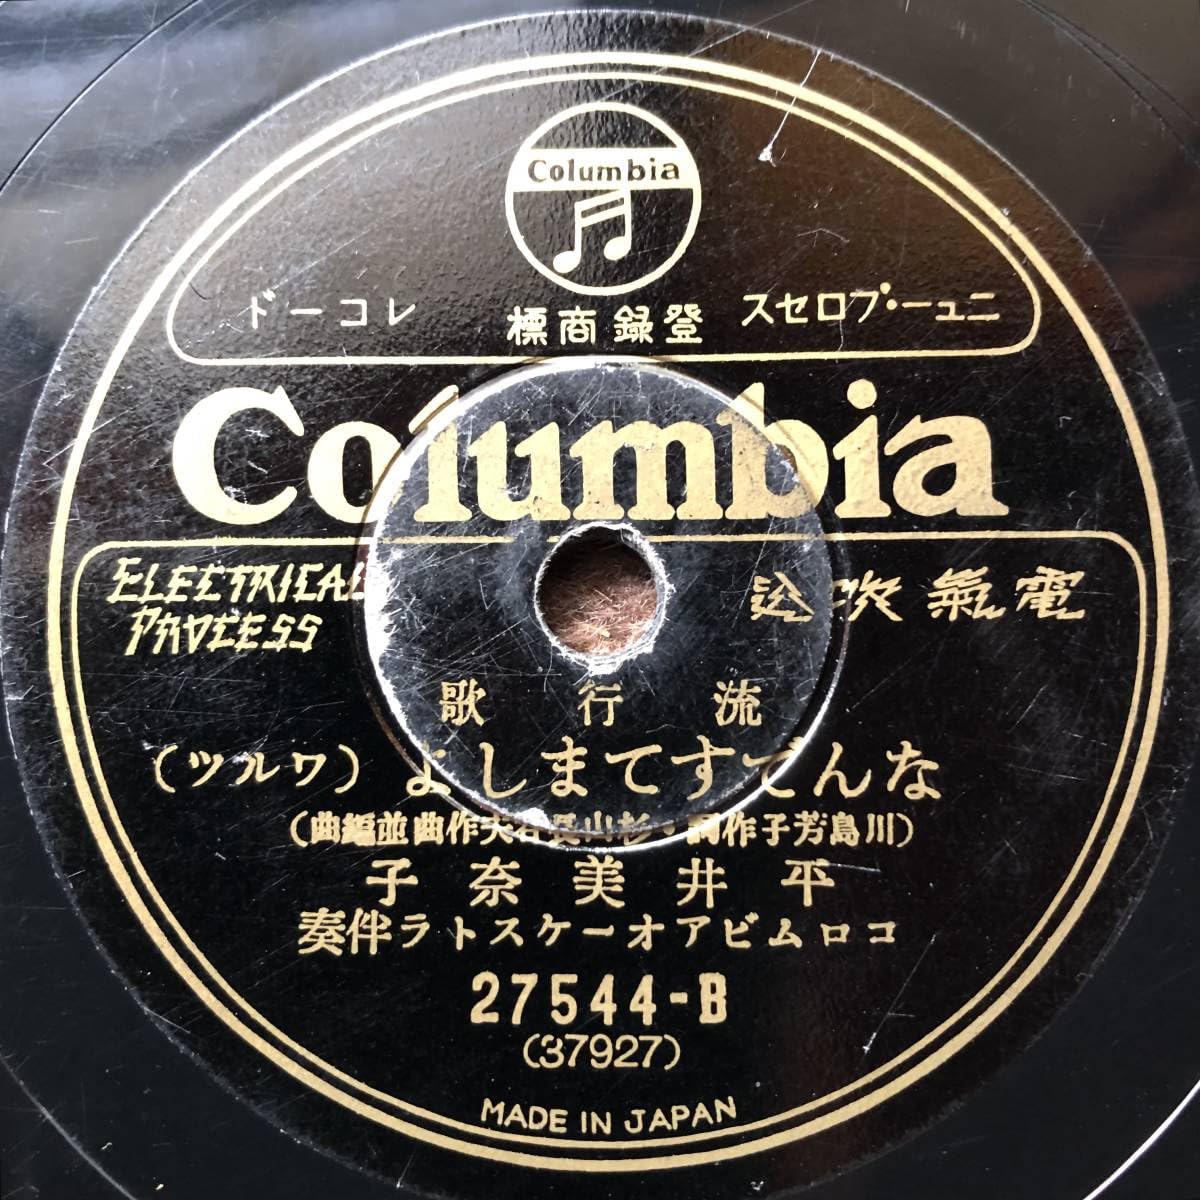 Columbia
ニュー・プロセス 登録商標 レコード
Columbia
ELECTRICAL
PROCESS
電氣吹込
流行歌
なんですてましよ (ワルツ)
(川島芳子作詞・杉山長谷夫作曲並編曲)
平井美奈子
コロムビアオーケストラ伴奏
27544-B
(37927)
MADE IN JAPAN